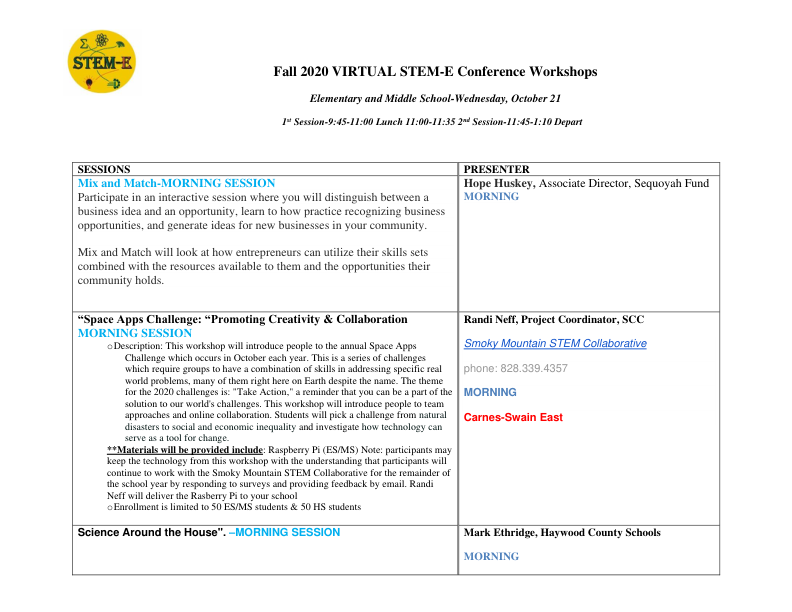 STEM-E
Fall 2020 VIRTUAL STEM-E Conference Workshops
Elementary and Middle School-Wednesday, October 21
1st Session-9:45-11:00 Lunch 11:00-11:35 2nd Session-11:45-1:10 Depart
SESSIONS
PRESENTER
Mix and Match-MORNING SESSION
Participate in an interactive session where you will distinguish between a
business idea and an opportunity, learn to how practice recognizing business
opportunities, and generate ideas for new businesses in your community.
Mix and Match will look at how entrepreneurs can utilize their skills sets
combined with the resources available to them and the opportunities their
community holds.
Hope Huskey, Associate Director, Sequoyah Fund
MORNING
“Space Apps Challenge: “Promoting Creativity & Collaboration
MORNING SESSION
oDescription: This workshop will introduce people to the annual Space Apps
Challenge which occurs in October each year. This is a series of challenges
which require groups to have a combination of skills in addressing specific real
world problems, many of them right here on Earth despite the name. The theme
for the 2020 challenges is: "Take Action," a reminder that you can be a part of the
solution to our world's challenges. This workshop will introduce people to team
approaches and online collaboration. Students will pick a challenge from natural
disasters to social and economic inequality and investigate how technology can
serve as a tool for change.
**Materials will be provided include: Raspberry Pi (ES/MS) Note: participants may
keep the technology from this workshop with the understanding that participants will
continue to work with the Smoky Mountain STEM Collaborative for the remainder of
the school year by responding to surveys and providing feedback by email. Randi
Neff will deliver the Rasberry Pi to your school
oEnrollment is limited to 50 ES/MS students & 50 HS students
Randi Neff, Project Coordinator, SCC
Smoky Mountain STEM Collaborative
phone: 828.339.4357
MORNING
Carnes-Swain East
Science Around the House”. –MORNING SESSION
Mark Ethridge, Haywood County Schools
MORNING